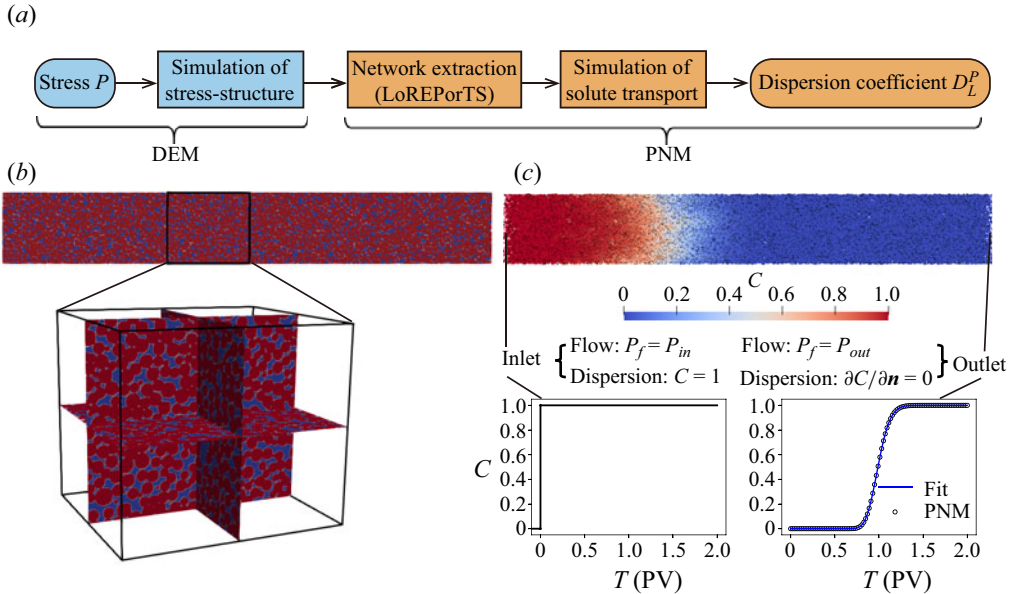 (a)
Stress P
Simulation of
stress-structure
Network extraction
(LoREPorTS)
Simulation of
solute transport
Dispersion coefficient D_L^P
DEM
PNM
(b)
(c)
C
0 0.2 0.4 0.6 0.8 1.0
Inlet
Flow: P_f = P_in
Dispersion: C = 1
Flow: P_f = P_out
Dispersion: ∂C/∂n = 0
Outlet
C
1.0
0.8
0.6
0.4
0.2
0
0 0.5 1.0 1.5 2.0
T (PV)
1.0
0.8
0.6
0.4
0.2
0
Fit
PNM
0 0.5 1.0 1.5 2.0
T (PV)